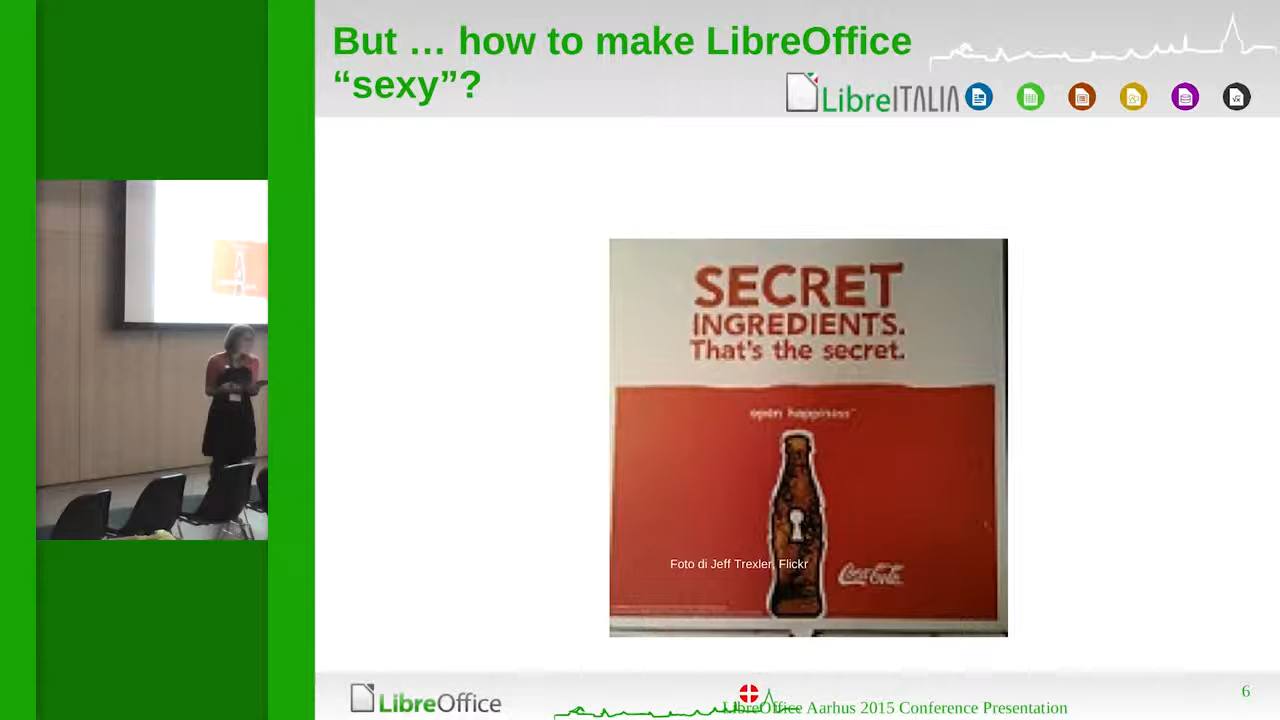 But … how to make LibreOffice
“sexy”?
LibreITALIA
SECRET
INGREDIENTS.
That's the secret.
open happiness
Foto di Jeff Trexler, Flickr
Coca-Cola
LibreOffice
LibreOffice Aarhus 2015 Conference Presentation
6